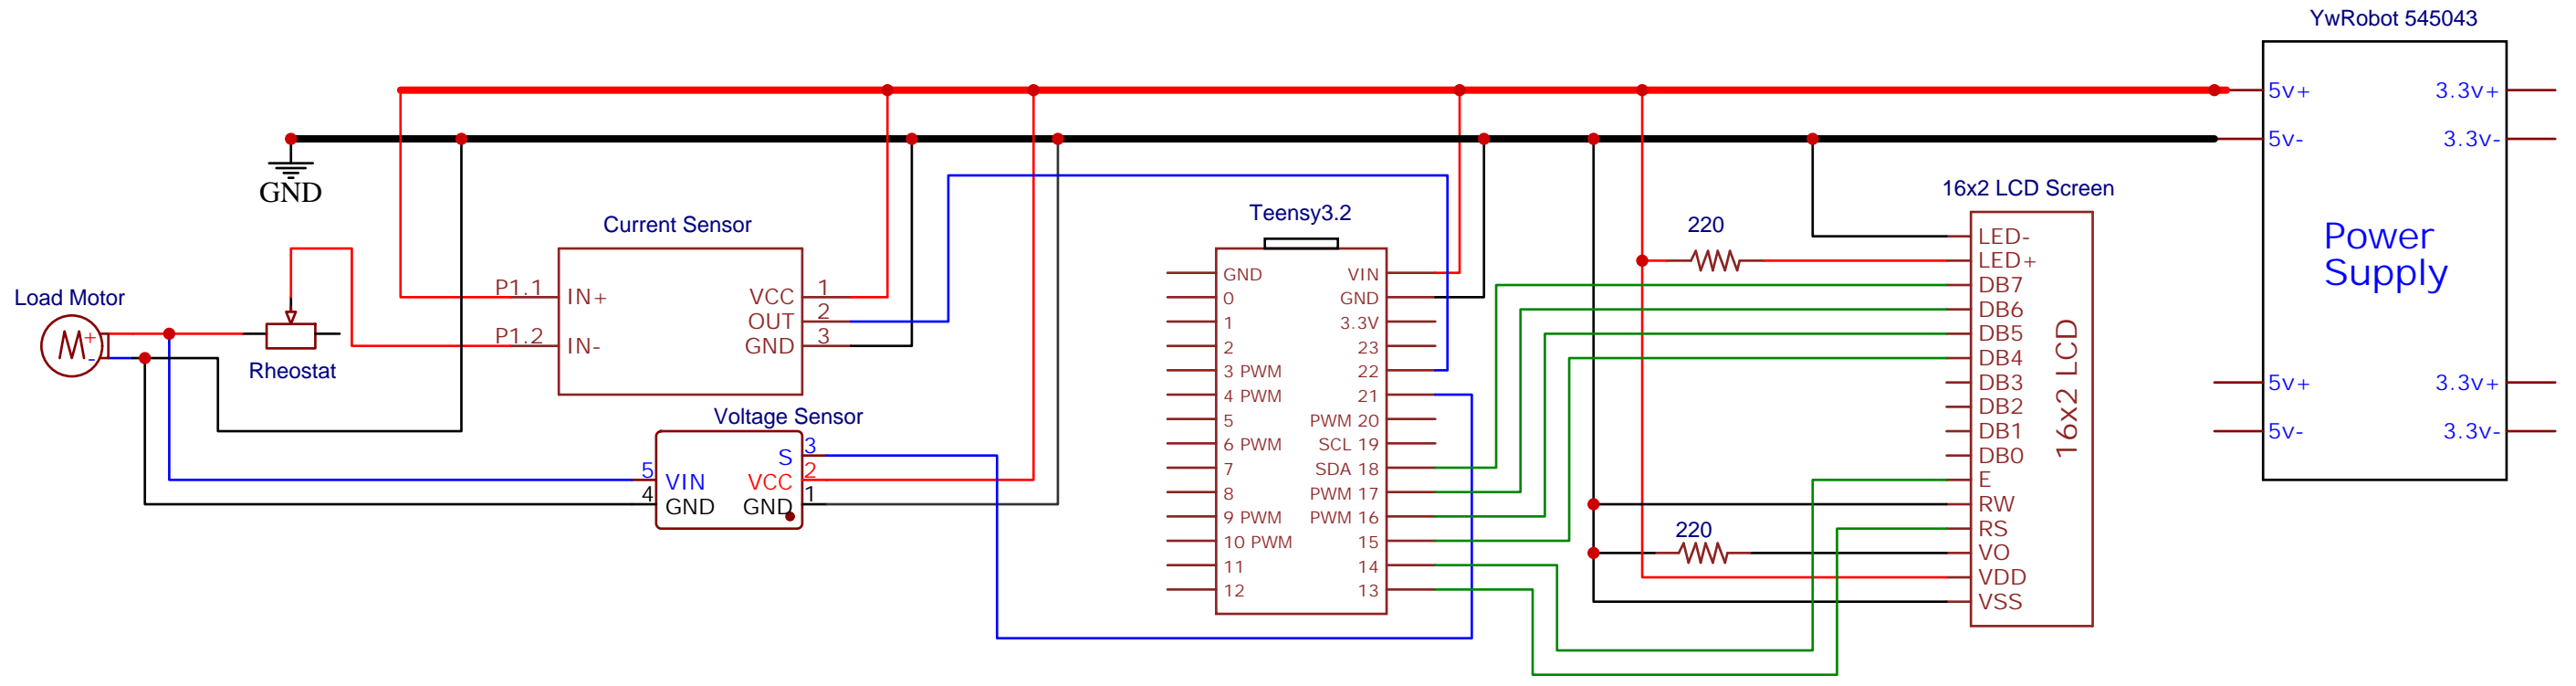 YwRobot 545043
5v+
3.3v+
5v-
3.3v-
Power
Supply
5v+
3.3v+
5v-
3.3v-
GND
Load Motor
M
+
-
Rheostat
Current Sensor
P1.1
IN+
P1.2
IN-
VCC
1
OUT
2
GND
3
Voltage Sensor
5
VIN
4
GND
S
3
VCC
2
GND
1
Teensy3.2
GND
0
1
2
3 PWM
4 PWM
5
6 PWM
7
8
9 PWM
10 PWM
11
12
VIN
GND
3.3V
23
22
21
PWM 20
SCL 19
SDA 18
PWM 17
PWM 16
15
14
13
220
220
16x2 LCD Screen
LED-
LED+
DB7
DB6
DB5
DB4
DB3
DB2
DB1
DB0
E
RW
RS
VO
VDD
VSS
16x2 LCD